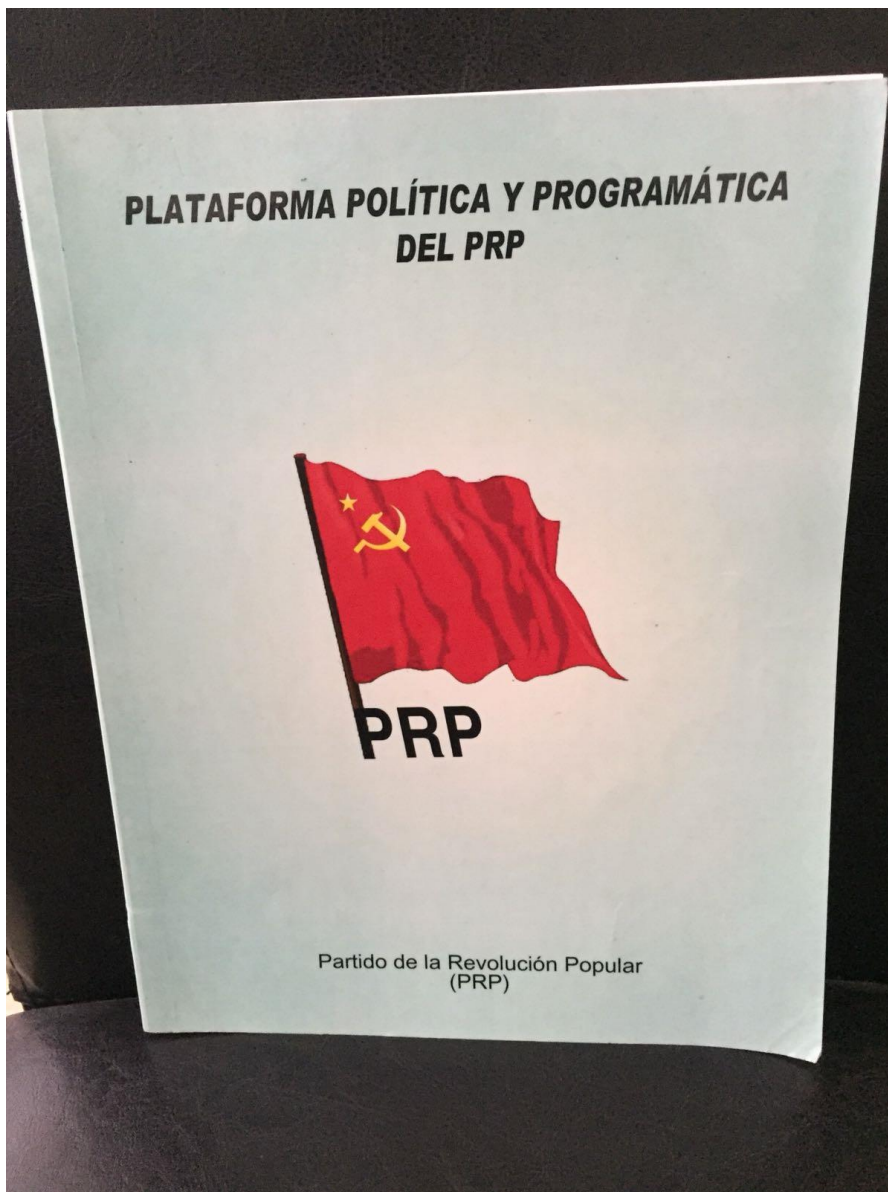 PLATAFORMA POLÍTICA Y PROGRAMÁTICA
DEL PRP
PRP
Partido de la Revolución Popular
(PRP)